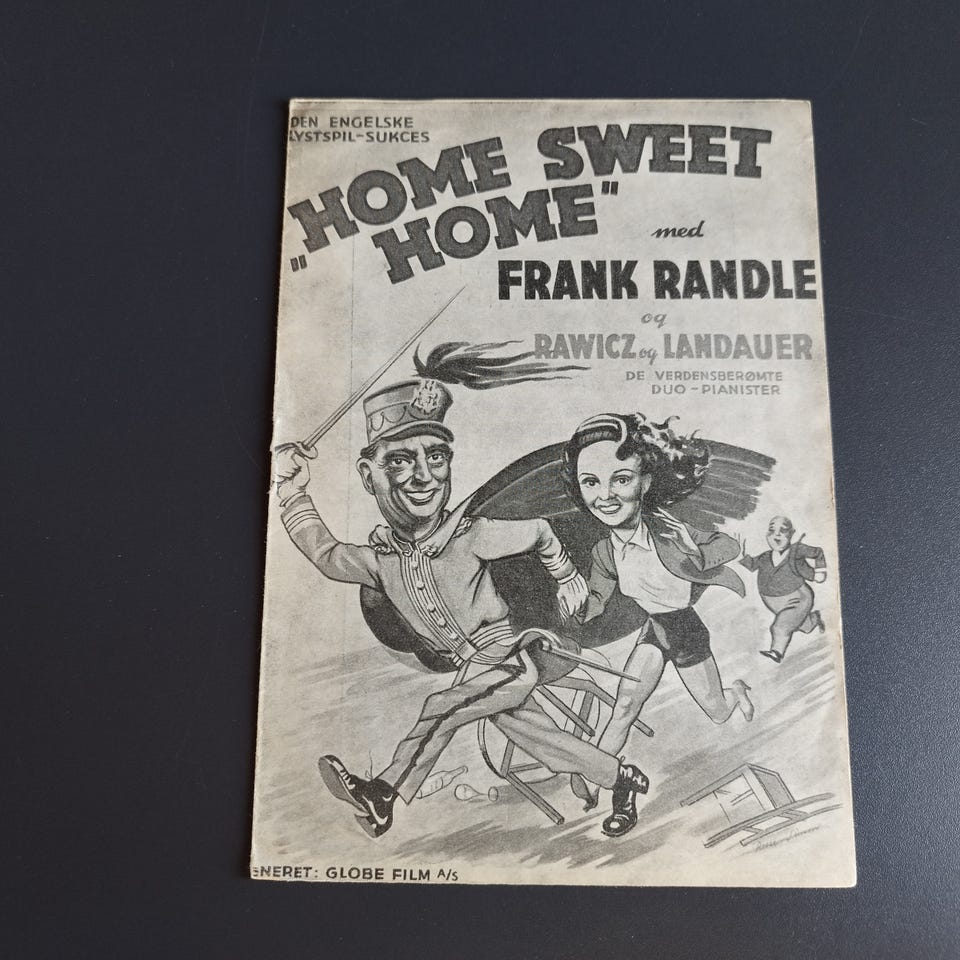 DEN ENGELSKE
LYSTSPIL-SUKCES
"HOME SWEET
HOME"
med
FRANK RANDLE
og
RAWICZ og LANDAUER
DE VERDENSBERØMTE
DUO-PIANISTER
ENERET: GLOBE FILM A/S